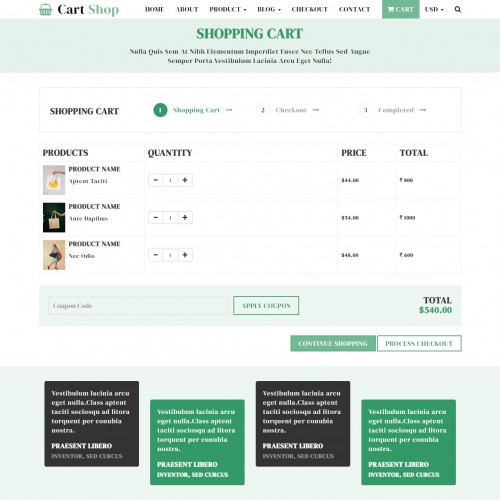 Cart Shop
HOME ABOUT PRODUCT BLOG CHECKOUT CONTACT CART USD
SHOPPING CART
Nulla Quis Sem At Nibh Elementum Imperdiet Fusce Nec Tellus Sed Augue
Semper Porta Vestibulum Lacinia Arcu Eget Nulla!
SHOPPING CART 1 Shopping Cart → 2 Checkout → 3 Completed →
PRODUCTS QUANTITY PRICE TOTAL
PRODUCT NAME
Aptent Taciti - 1 + $44.00 ₹ 800
PRODUCT NAME
Ante Dapibus - 1 + $54.00 ₹ 1000
PRODUCT NAME
Nec Odio - 1 + $48.00 ₹ 600
Coupon Code APPLY COUPON
TOTAL
$540.00
CONTINUE SHOPPING PROCESS CHECKOUT
Vestibulum lacinia arcu
eget nulla.Class aptent
taciti sociosqu ad litora
torquent per conubia
nostra.
PRAESENT LIBERO
INVENTOR, SED CURCUS
Vestibulum lacinia arcu
eget nulla.Class aptent
taciti sociosqu ad litora
torquent per conubia
nostra.
PRAESENT LIBERO
INVENTOR, SED CURCUS
Vestibulum lacinia arcu
eget nulla.Class aptent
taciti sociosqu ad litora
torquent per conubia
nostra.
PRAESENT LIBERO
INVENTOR, SED CURCUS
Vestibulum lacinia arcu
eget nulla.Class aptent
taciti sociosqu ad litora
torquent per conubia
nostra.
PRAESENT LIBERO
INVENTOR, SED CURCUS